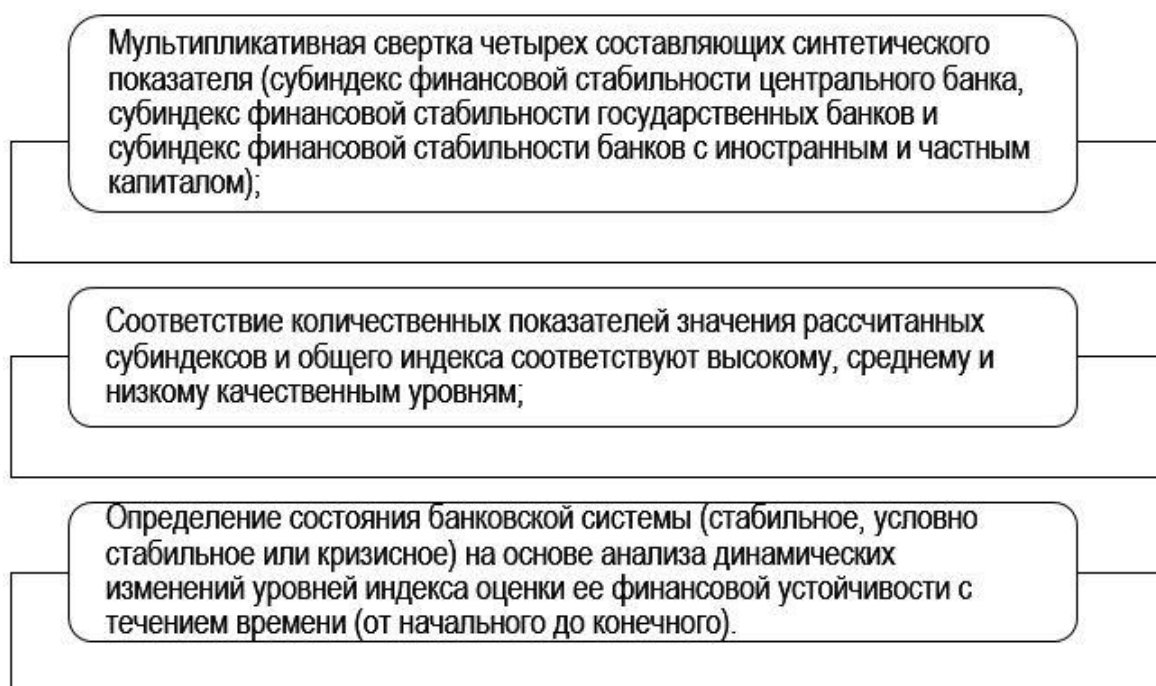 Мультипликативная свертка четырех составляющих синтетического
показателя (субиндекс финансовой стабильности центрального банка,
субиндекс финансовой стабильности государственных банков и
субиндекс финансовой стабильности банков с иностранным и частным
капиталом);
Соответствие количественных показателей значения рассчитанных
субиндексов и общего индекса соответствуют высокому, среднему и
низкому качественным уровням;
Определение состояния банковской системы (стабильное, условно
стабильное или кризисное) на основе анализа динамических
изменений уровней индекса оценки ее финансовой устойчивости с
течением времени (от начального до конечного).